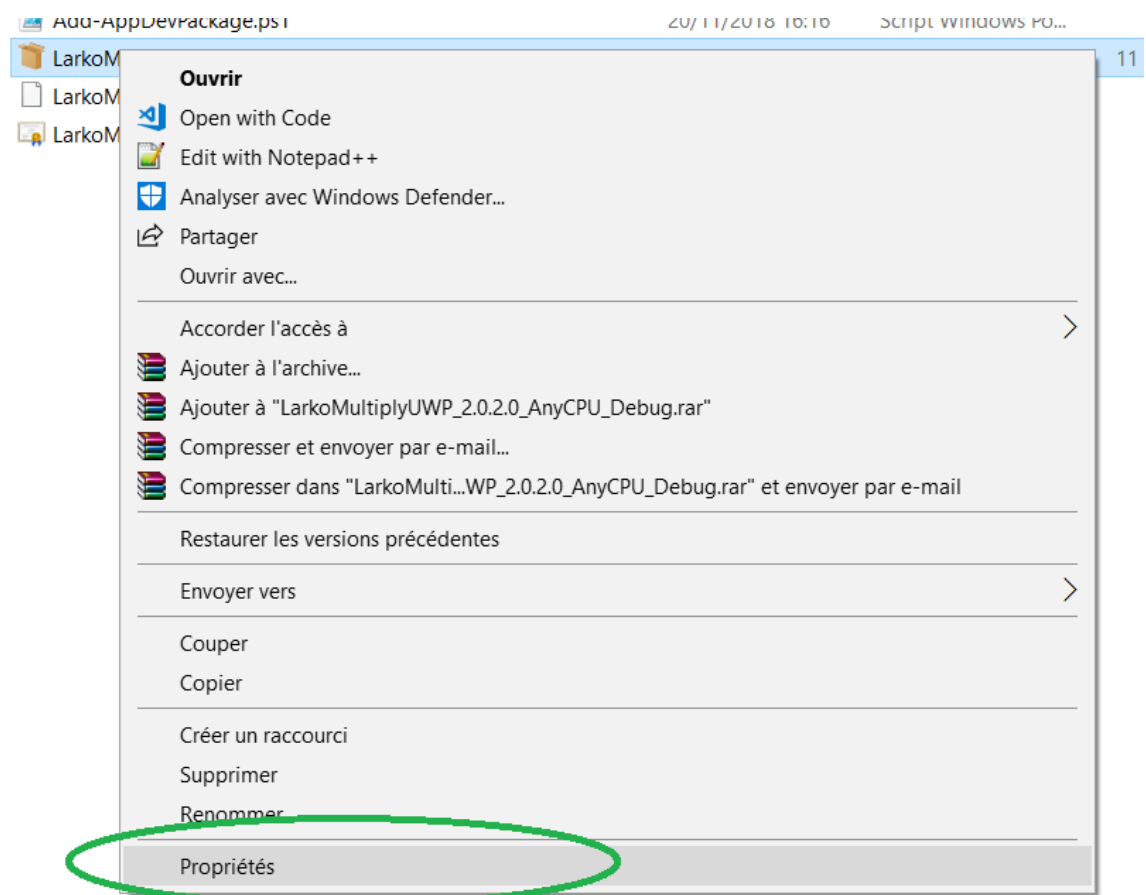 Add-AppDevPackage.ps1 20/11/2018 16:16 Script Windows Po...
LarkoM 11
Ouvrir
LarkoM
Open with Code
LarkoM
Edit with Notepad++
Analyser avec Windows Defender...
Partager
Ouvrir avec...
Accorder l'accès à
Ajouter à l'archive...
Ajouter à "LarkoMultiplyUWP_2.0.2.0_AnyCPU_Debug.rar"
Compresser et envoyer par e-mail...
Compresser dans "LarkoMulti...WP_2.0.2.0_AnyCPU_Debug.rar" et envoyer par e-mail
Restaurer les versions précédentes
Envoyer vers
Couper
Copier
Créer un raccourci
Supprimer
Renommer
Propriétés